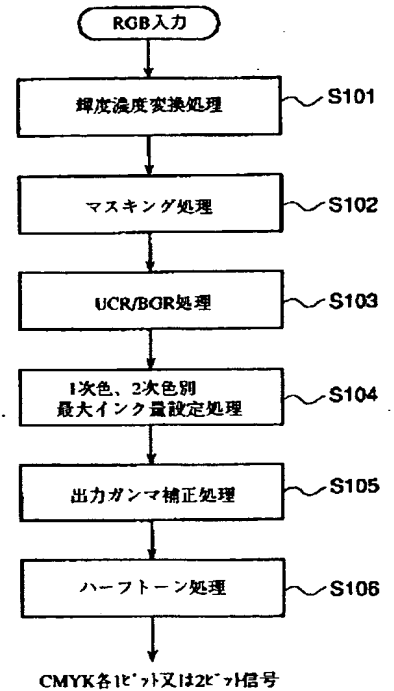 RGB入力
輝度濃度変換処理
S101
マスキング処理
S102
UCR/BGR処理
S103
1次色、2次色別
最大インク量設定処理
S104
出力ガンマ補正処理
S105
ハーフトーン処理
S106
CMYK各1ビット又は2ビット信号